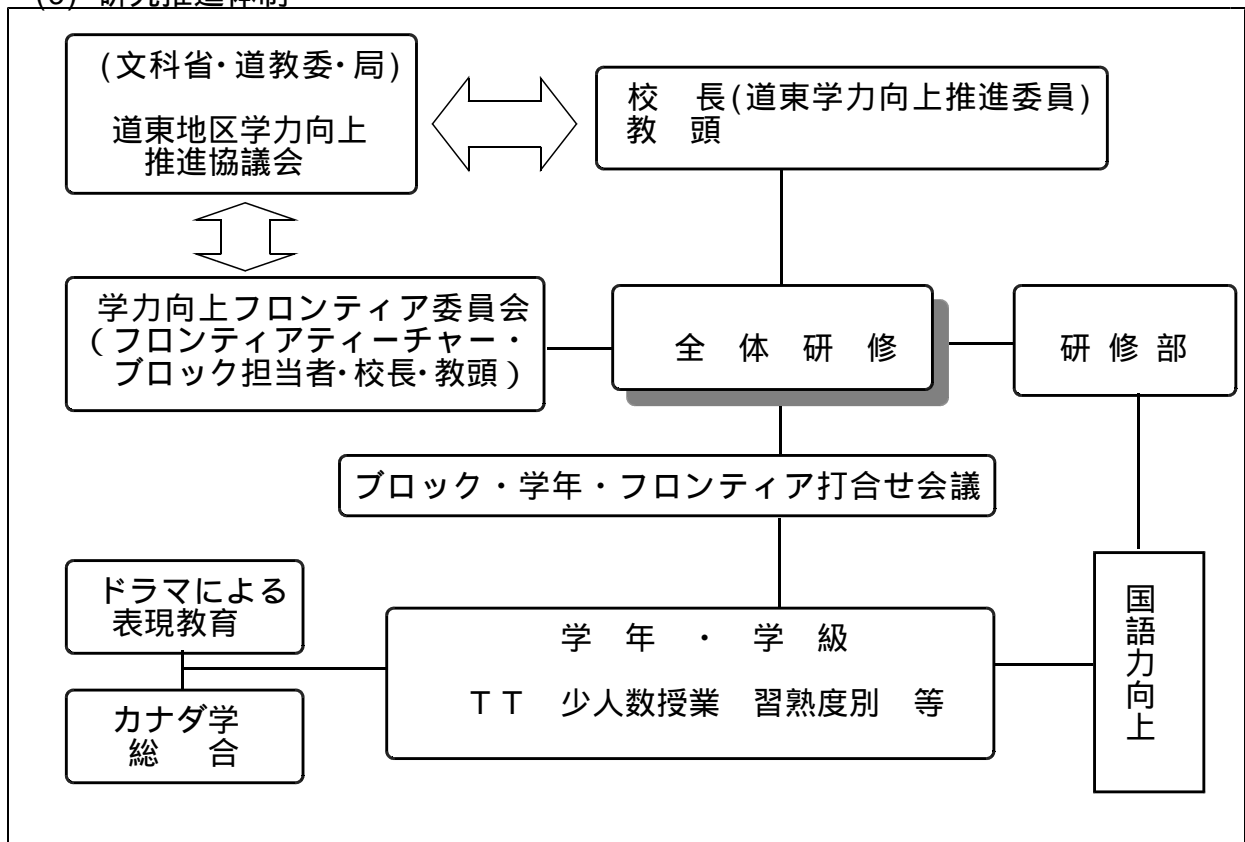 (文科省・道教委・局)
道東地区学力向上
推進協議会
校　長(道東学力向上推進委員)
教　頭
学力向上フロンティア委員会
(フロンティアティーチャー・
ブロック担当者・校長・教頭)
全　体　研　修
研 修 部
ブロック・学年・フロンティア打合せ会議
ドラマによる
表現教育
カナダ学
総　合
学　年　・　学　級
ＴＴ　少人数授業　習熟度別　等
国語力向上